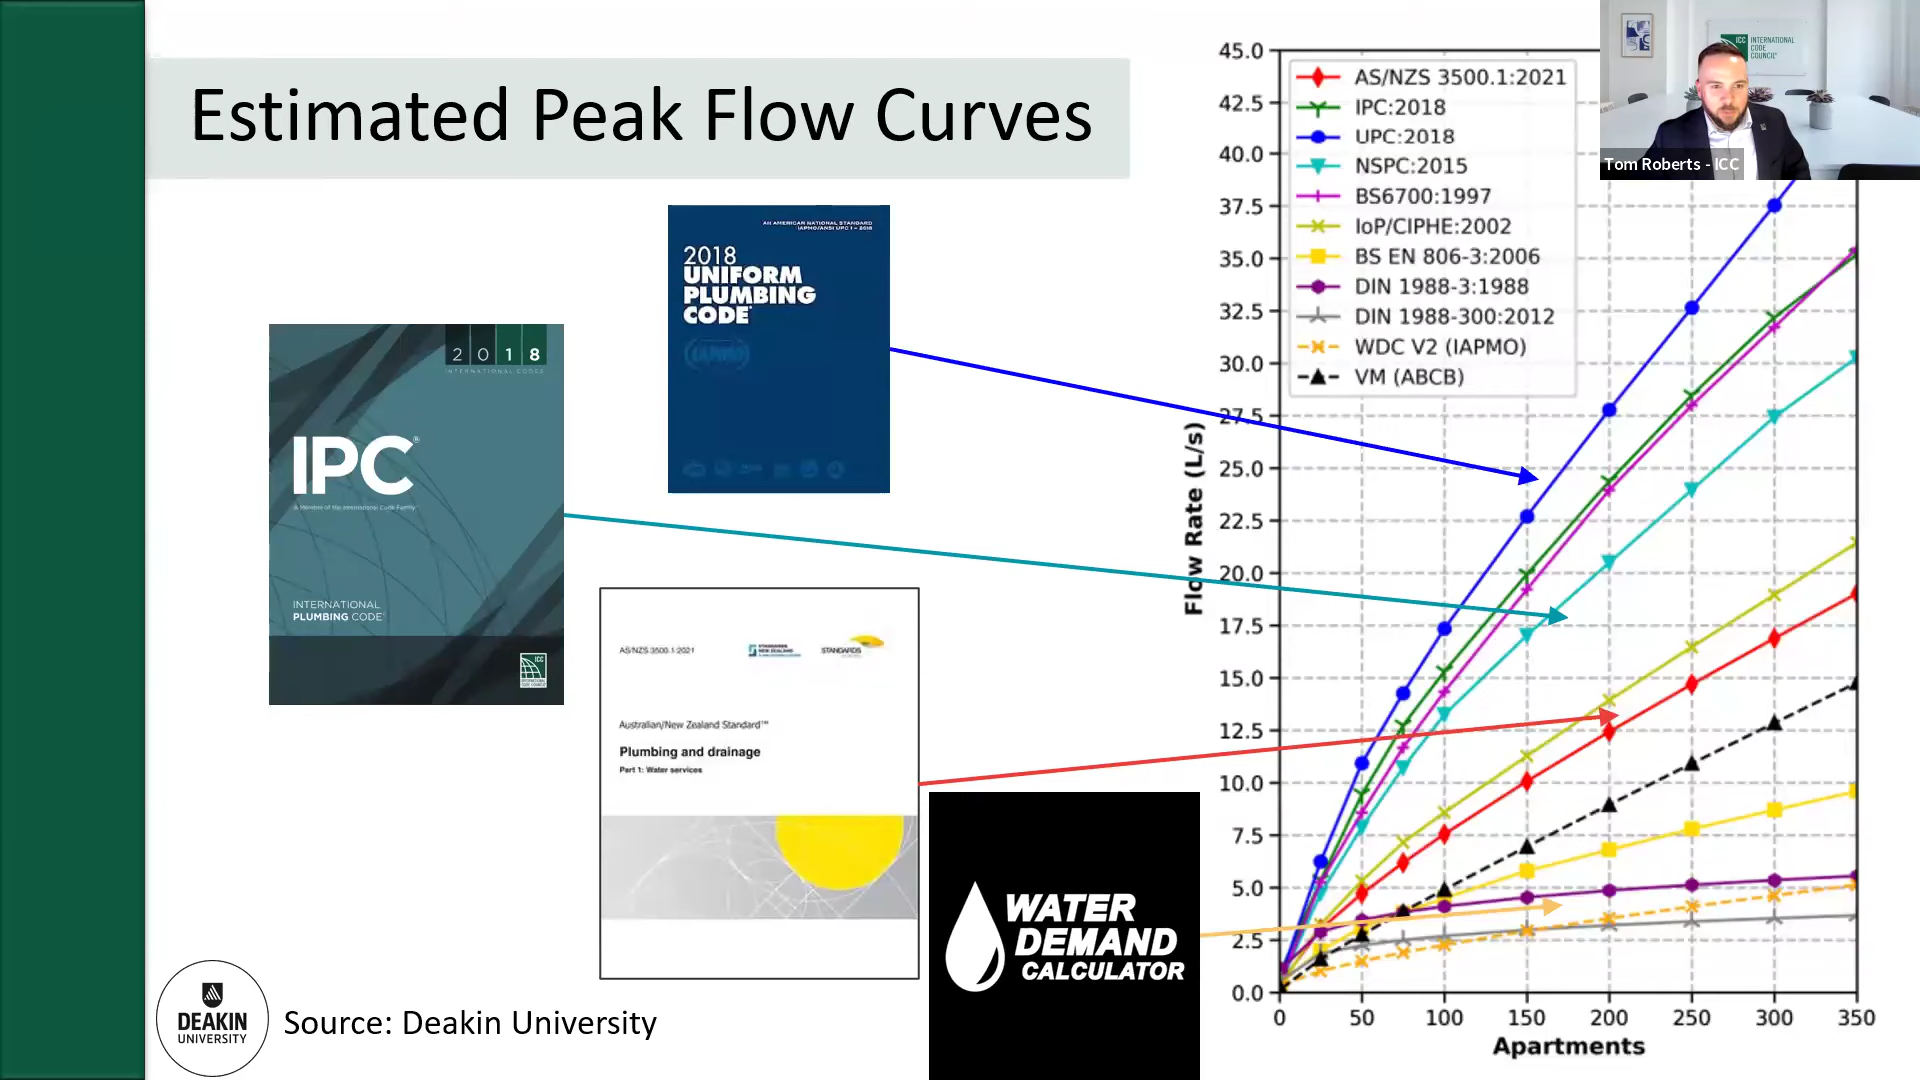 Estimated Peak Flow Curves
AN AMERICAN NATIONAL STANDARD
IAPMO/ANSI UPC 1 – 2018
2018
UNIFORM
PLUMBING
CODE
IAPMO
2018
INTERNATIONAL CODES
IPC®
A Member of the International Code Family
INTERNATIONAL
PLUMBING CODE
ICC
AS/NZS 3500.1:2021
STANDARDS
NEW ZEALAND
STANDARDS
Australian/New Zealand Standard™
Plumbing and drainage
Part 1: Water services
WATER
DEMAND
CALCULATOR
DEAKIN
UNIVERSITY
Source: Deakin University
45.0
42.5
40.0
37.5
35.0
32.5
30.0
27.5
25.0
22.5
20.0
17.5
15.0
12.5
10.0
7.5
5.0
2.5
0.0
Flow Rate (L/s)
AS/NZS 3500.1:2021
IPC:2018
UPC:2018
NSPC:2015
BS6700:1997
IoP/CIPHE:2002
BS EN 806-3:2006
DIN 1988-3:1988
DIN 1988-300:2012
WDC V2 (IAPMO)
VM (ABCB)
0 50 100 150 200 250 300 350
Apartments
ICC INTERNATIONAL
CODE
COUNCIL
Tom Roberts - ICC